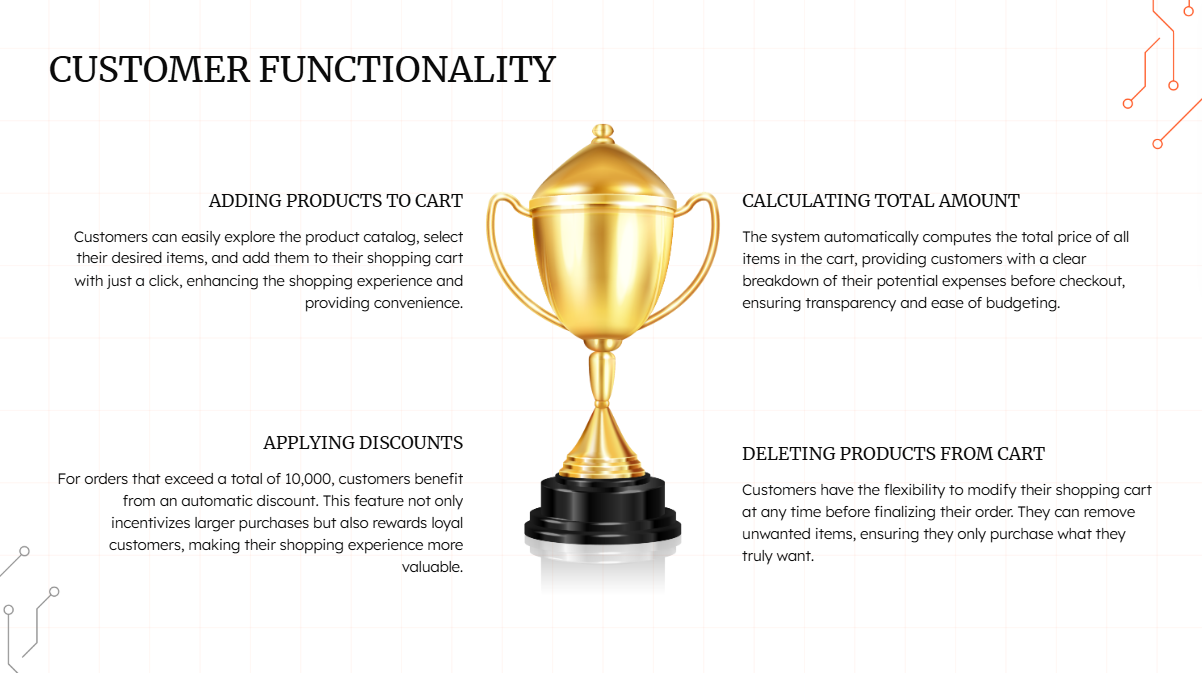 CUSTOMER FUNCTIONALITY
ADDING PRODUCTS TO CART
Customers can easily explore the product catalog, select
their desired items, and add them to their shopping cart
with just a click, enhancing the shopping experience and
providing convenience.
CALCULATING TOTAL AMOUNT
The system automatically computes the total price of all
items in the cart, providing customers with a clear
breakdown of their potential expenses before checkout,
ensuring transparency and ease of budgeting.
APPLYING DISCOUNTS
For orders that exceed a total of 10,000, customers benefit
from an automatic discount. This feature not only
incentivizes larger purchases but also rewards loyal
customers, making their shopping experience more
valuable.
DELETING PRODUCTS FROM CART
Customers have the flexibility to modify their shopping cart
at any time before finalizing their order. They can remove
unwanted items, ensuring they only purchase what they
truly want.